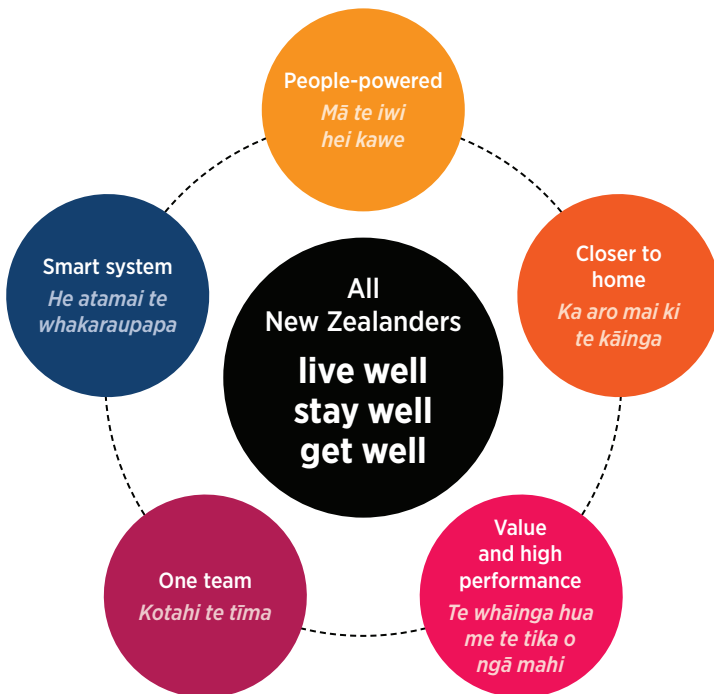 People-powered
Mā te iwi
hei kawe
Closer to
home
Ka aro mai ki
te kāinga
Value
and high
performance
Te whāinga hua
me te tika o
ngā mahi
One team
Kotahi te tīma
Smart system
He atamai te
whakaraupapa
All
New Zealanders
live well
stay well
get well